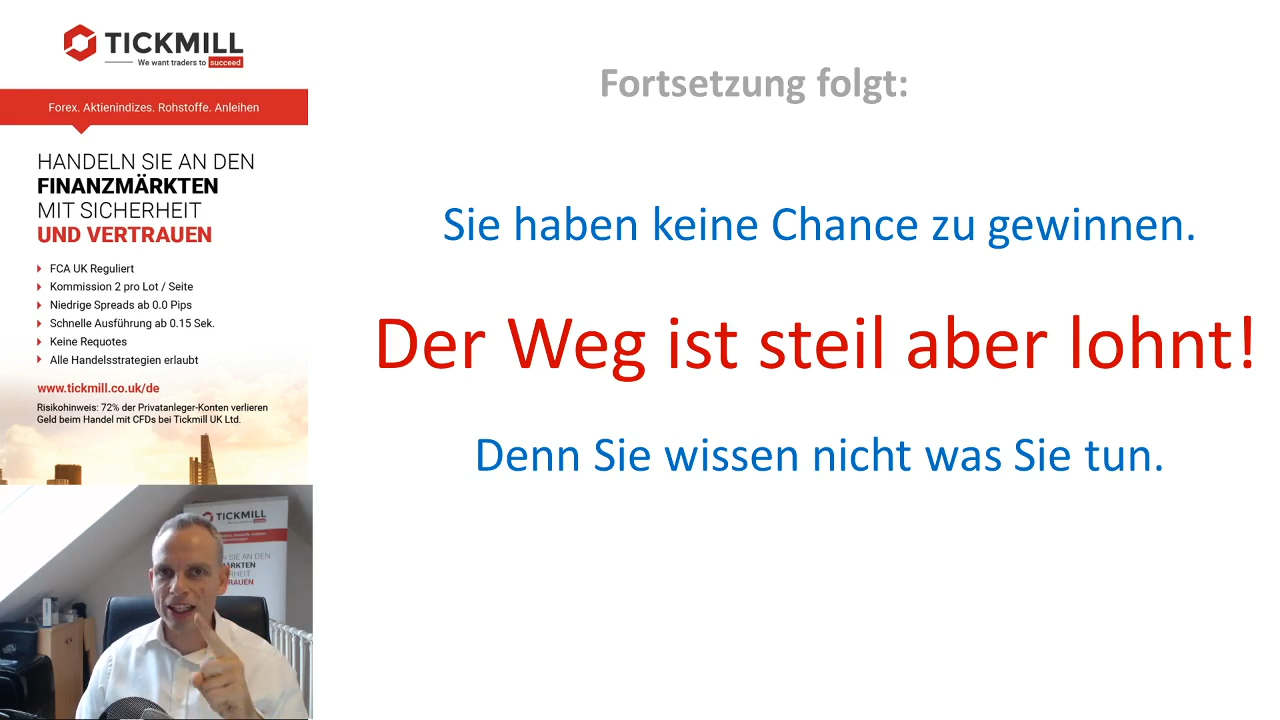 TICKMILL
We want traders to succeed
Forex. Aktienindizes. Rohstoffe. Anleihen
HANDELN SIE AN DEN
FINANZMÄRKTEN
MIT SICHERHEIT
UND VERTRAUEN
FCA UK Reguliert
Kommission 2 pro Lot / Seite
Niedrige Spreads ab 0.0 Pips
Schnelle Ausführung ab 0.15 Sek.
Keine Requotes
Alle Handelsstrategien erlaubt
www.tickmill.co.uk/de
Risikohinweis: 72% der Privatanleger-Konten verlieren
Geld beim Handel mit CFDs bei Tickmill UK Ltd.
TICKMILL
Fortsetzung folgt:
Sie haben keine Chance zu gewinnen.
Der Weg ist steil aber lohnt!
Denn Sie wissen nicht was Sie tun.